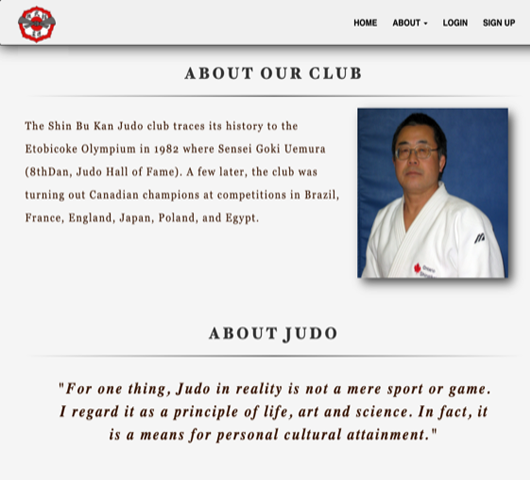 HOME ABOUT LOGIN SIGN UP
ABOUT OUR CLUB
The Shin Bu Kan Judo club traces its history to the
Etobicoke Olympium in 1982 where Sensei Goki Uemura
(8thDan, Judo Hall of Fame). A few later, the club was
turning out Canadian champions at competitions in Brazil,
France, England, Japan, Poland, and Egypt.
ABOUT JUDO
"For one thing, Judo in reality is not a mere sport or game.
I regard it as a principle of life, art and science. In fact, it
is a means for personal cultural attainment."